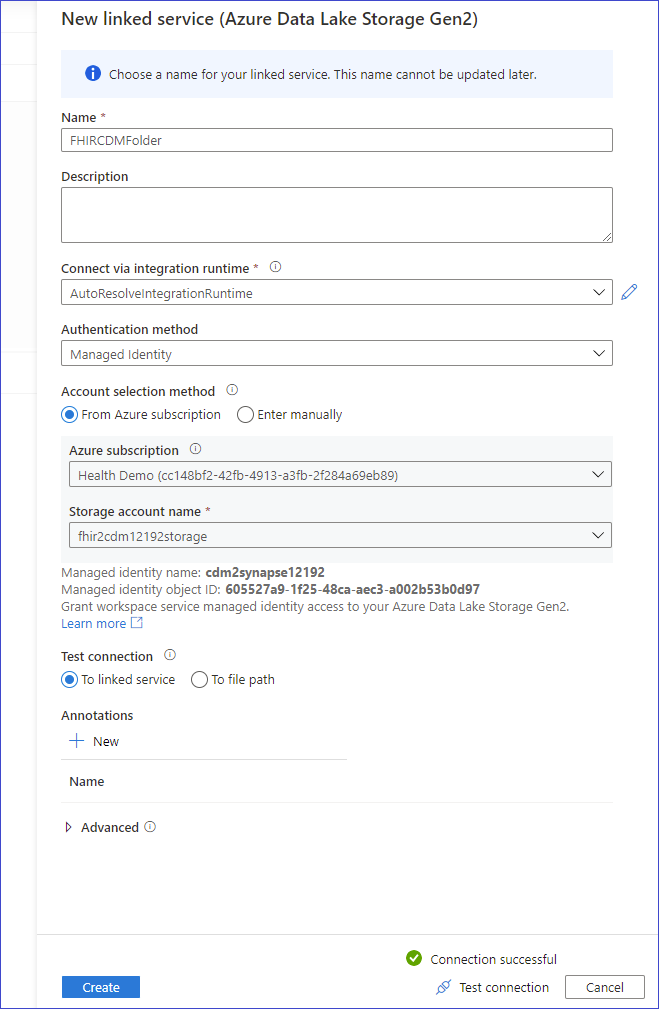 New linked service (Azure Data Lake Storage Gen2)
Choose a name for your linked service. This name cannot be updated later.
Name *
FHIRCDMFolder
Description
Connect via integration runtime *
AutoResolveIntegrationRuntime
Authentication method
Managed Identity
Account selection method
From Azure subscription Enter manually
Azure subscription
Health Demo (cc148bf2-42fb-4913-a3fb-2f284a69eb89)
Storage account name *
fhir2cdm12192storage
Managed identity name: cdm2synapse12192
Managed identity object ID: 605527a9-1f25-48ca-aec3-a002b53b0d97
Grant workspace service managed identity access to your Azure Data Lake Storage Gen2.
Learn more
Test connection
To linked service To file path
Annotations
New
Name
Advanced
Connection successful
Create Test connection Cancel